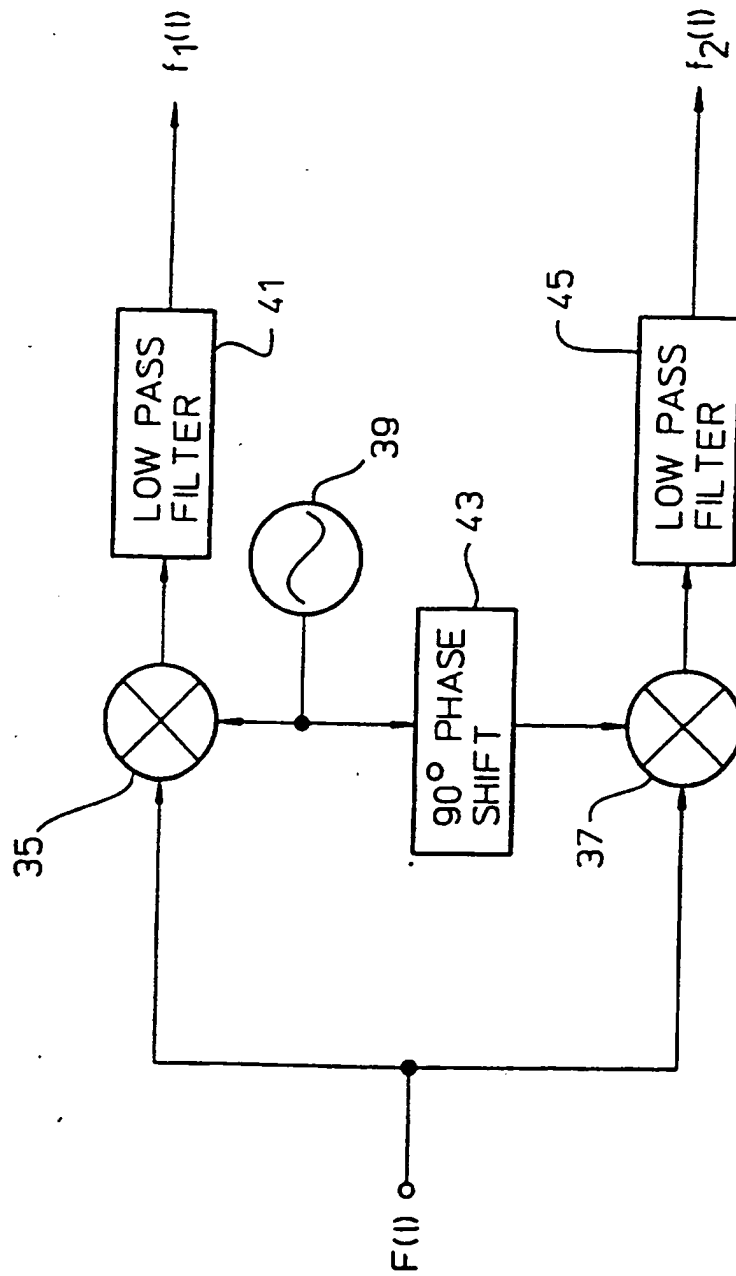 35
LOW PASS
FILTER
f₁(l)
41
39
90° PHASE
SHIFT
43
F(l)
37
LOW PASS
FILTER
f₂(l)
45